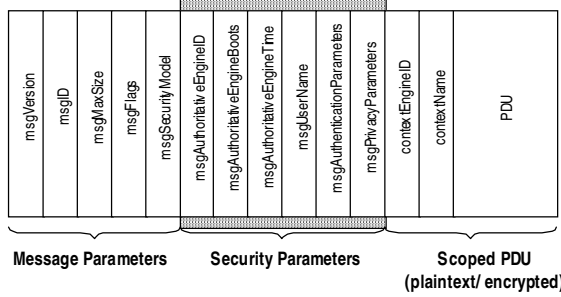 msgVersion
msgID
msgMaxSize
msgFlags
msgSecurityModel
msgAuthoritativeEngineID
msgAuthoritativeEngineBoots
msgAuthoritativeEngineTime
msgUserName
msgAuthenticationParameters
msgPrivacyParameters
contextEngineID
contextName
PDU
Message Parameters
Security Parameters
Scoped PDU
(plaintext/ encrypted)